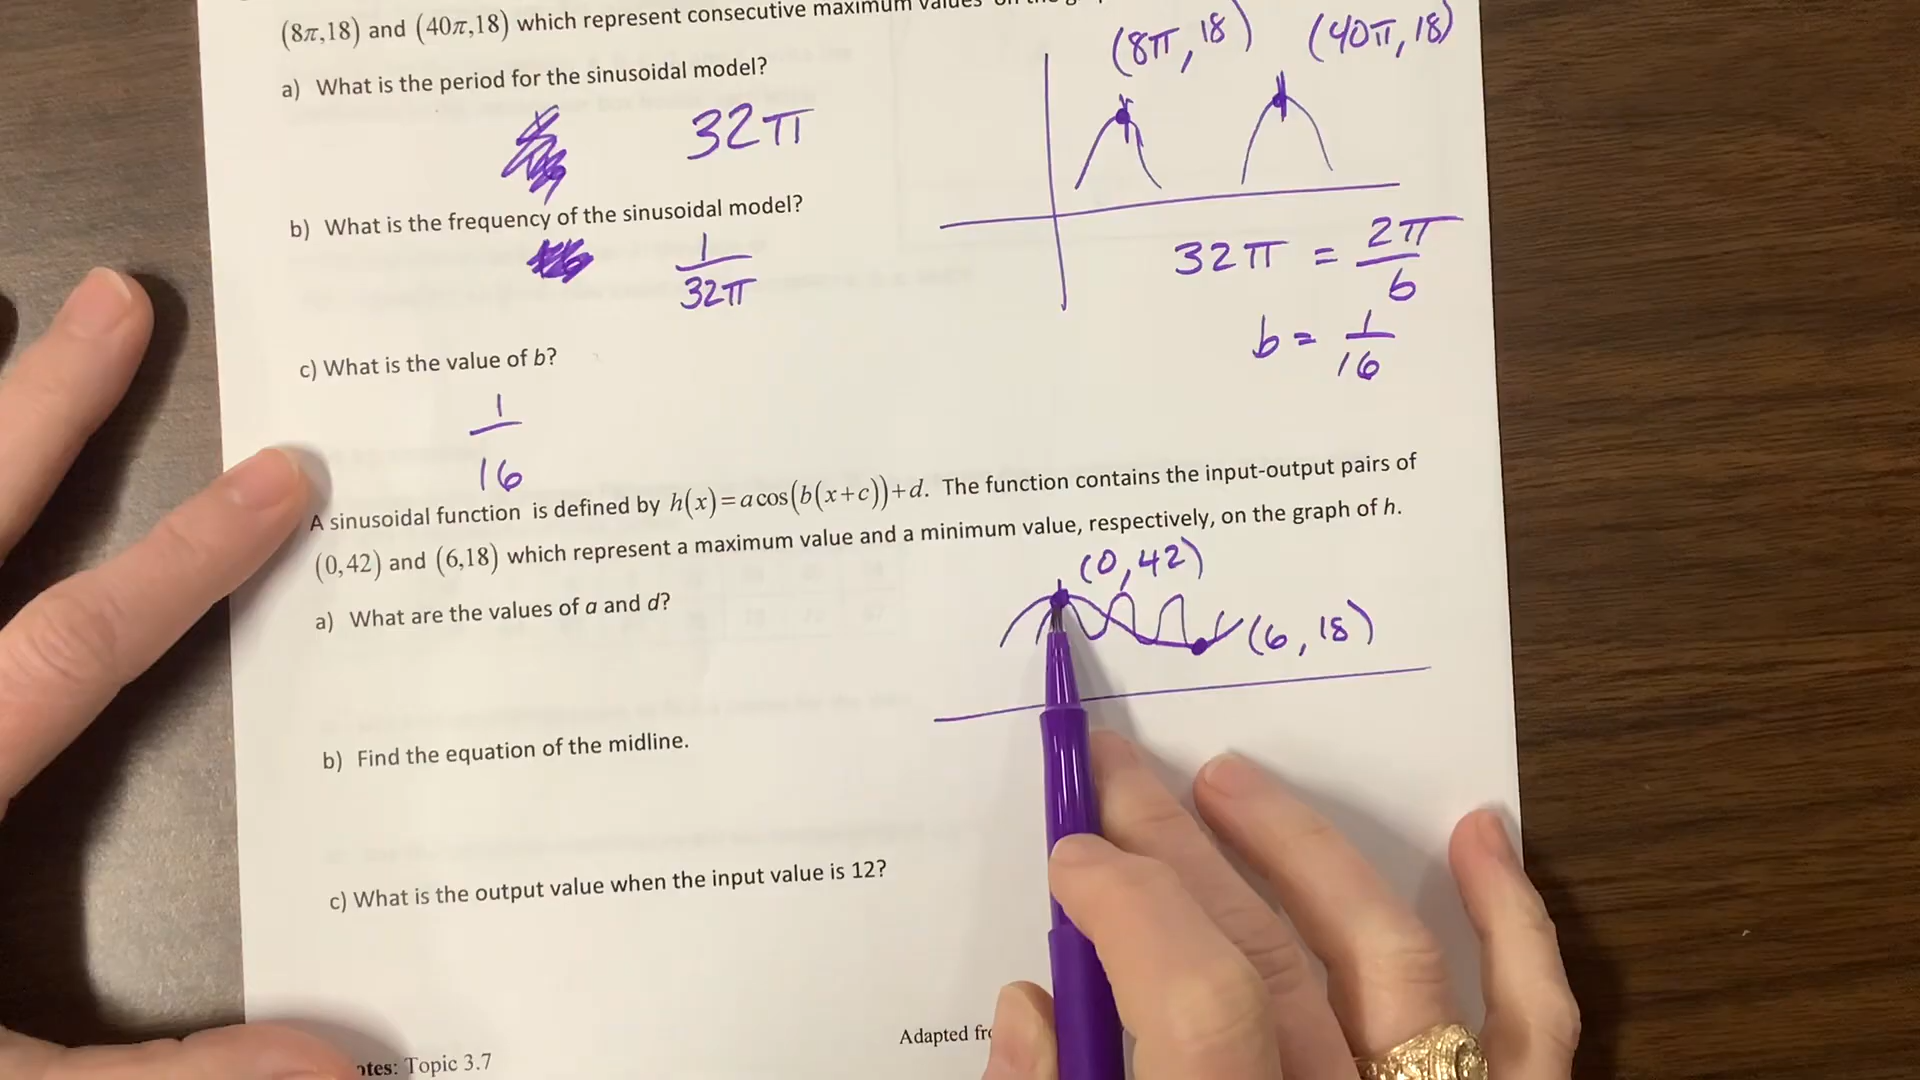 (8π,18) and (40π,18) which represent consecutive maximum values on the
(8π, 18) (40π, 18)
a) What is the period for the sinusoidal model?
32π
b) What is the frequency of the sinusoidal model?
1
32π
32π = 2π
b
b = 1
16
c) What is the value of b?
1
16
A sinusoidal function is defined by h(x)=acos(b(x+c))+d. The function contains the input-output pairs of
(0,42) and (6,18) which represent a maximum value and a minimum value, respectively, on the graph of h.
(0, 42)
a) What are the values of a and d?
(6, 18)
b) Find the equation of the midline.
c) What is the output value when the input value is 12?
Adapted
Topic 3.7